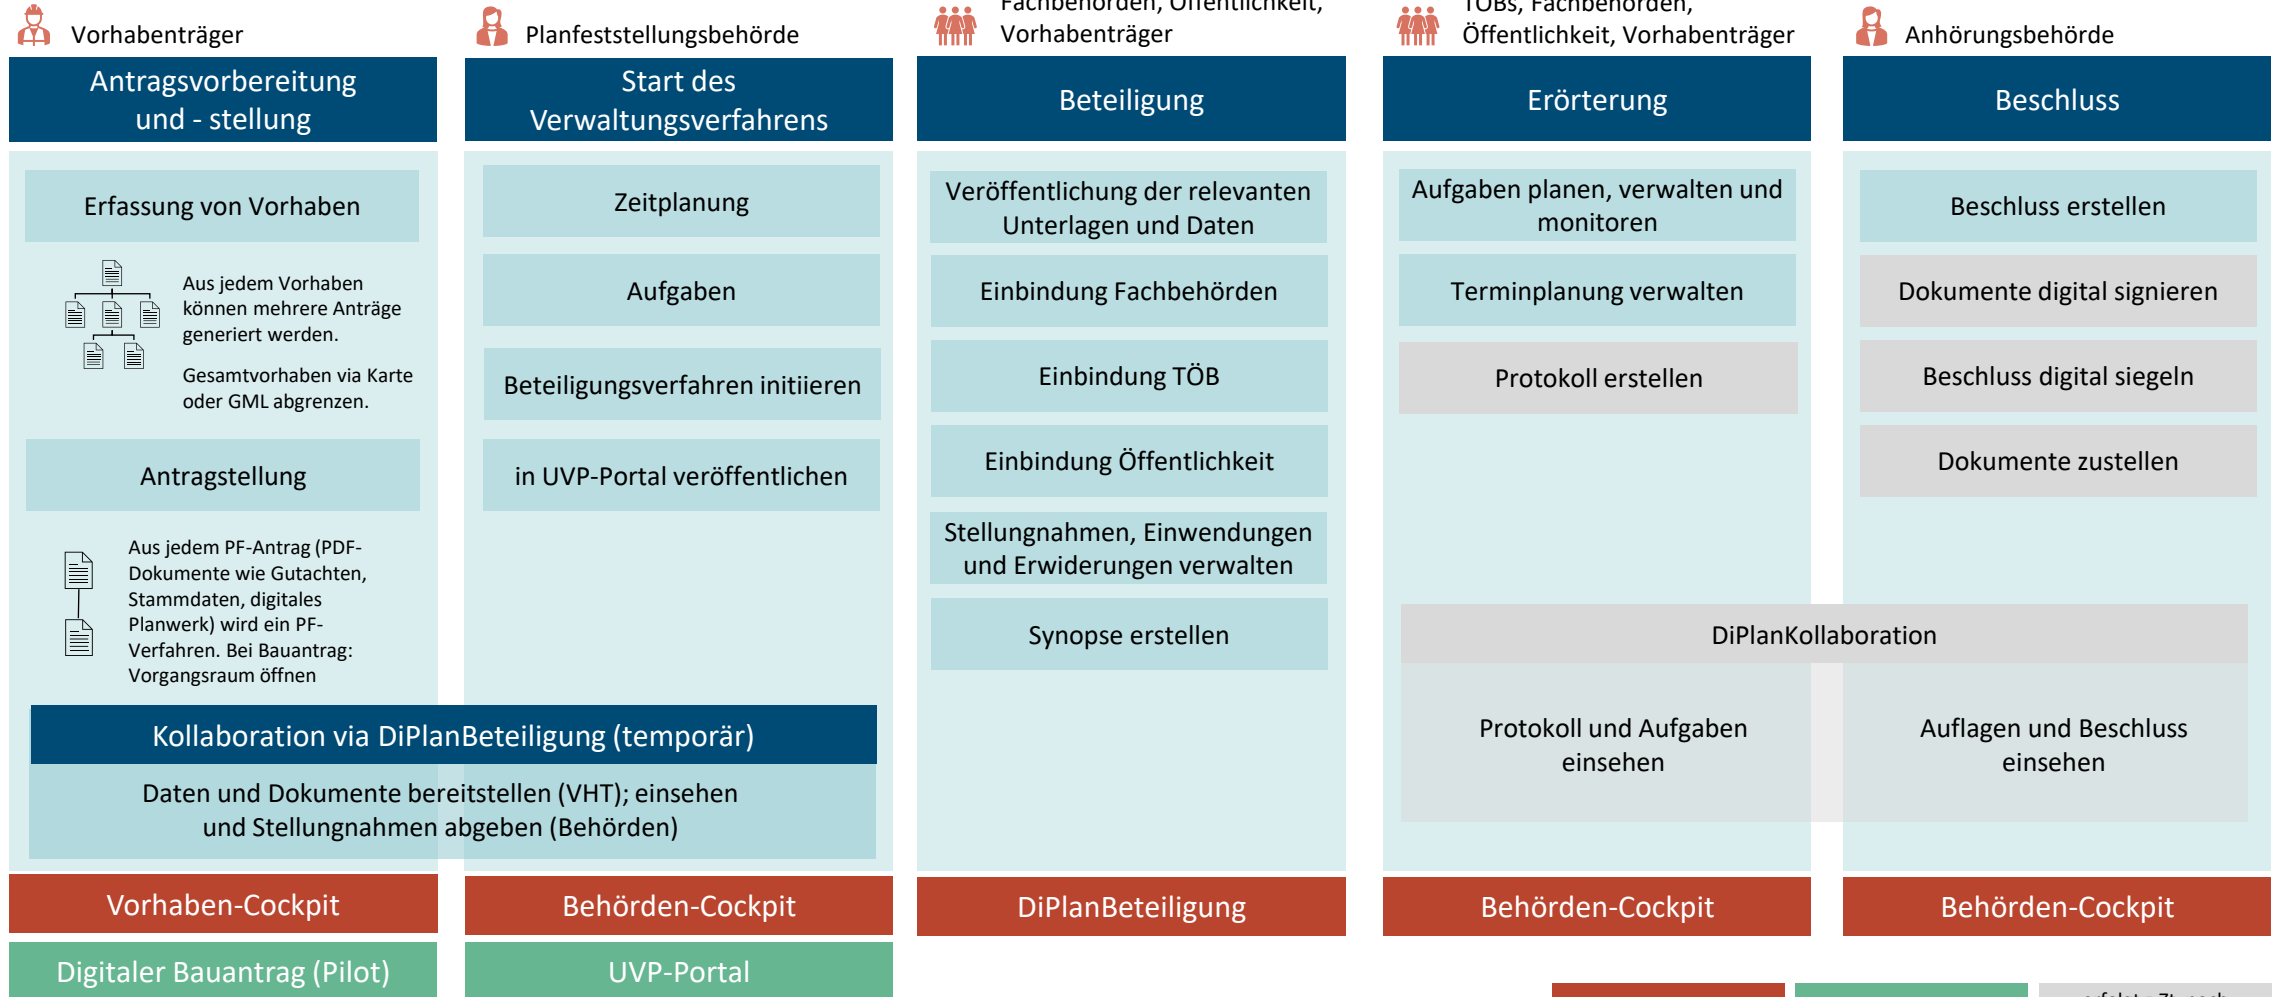 Vorhabenträger
Antragsvorbereitung
und - stellung
Erfassung von Vorhaben
Aus jedem Vorhaben
können mehrere Anträge
generiert werden.
Gesamtvorhaben via Karte
oder GML abgrenzen.
Antragstellung
Aus jedem PF-Antrag (PDF-
Dokumente wie Gutachten,
Stammdaten, digitales
Planwerk) wird ein PF-
Verfahren. Bei Bauantrag:
Vorgangsraum öffnen
Planfeststellungsbehörde
Start des
Verwaltungsverfahrens
Zeitplanung
Aufgaben
Beteiligungsverfahren initiieren
in UVP-Portal veröffentlichen
Kollaboration via DiPlanBeteiligung (temporär)
Daten und Dokumente bereitstellen (VHT); einsehen
und Stellungnahmen abgeben (Behörden)
Vorhaben-Cockpit
Digitaler Bauantrag (Pilot)
Behörden-Cockpit
UVP-Portal
Fachbehörden, Öffentlichkeit,
Vorhabenträger
Beteiligung
Veröffentlichung der relevanten
Unterlagen und Daten
Einbindung Fachbehörden
Einbindung TÖB
Einbindung Öffentlichkeit
Stellungnahmen, Einwendungen
und Erwiderungen verwalten
Synopse erstellen
DiPlanBeteiligung
TÖBs, Fachbehörden,
Öffentlichkeit, Vorhabenträger
Erörterung
Aufgaben planen, verwalten und
monitoren
Terminplanung verwalten
Protokoll erstellen
Anhörungsbehörde
Beschluss
Beschluss erstellen
Dokumente digital signieren
Beschluss digital siegeln
Dokumente zustellen
DiPlanKollaboration
Protokoll und Aufgaben
einsehen
Auflagen und Beschluss
einsehen
Behörden-Cockpit
Behörden-Cockpit